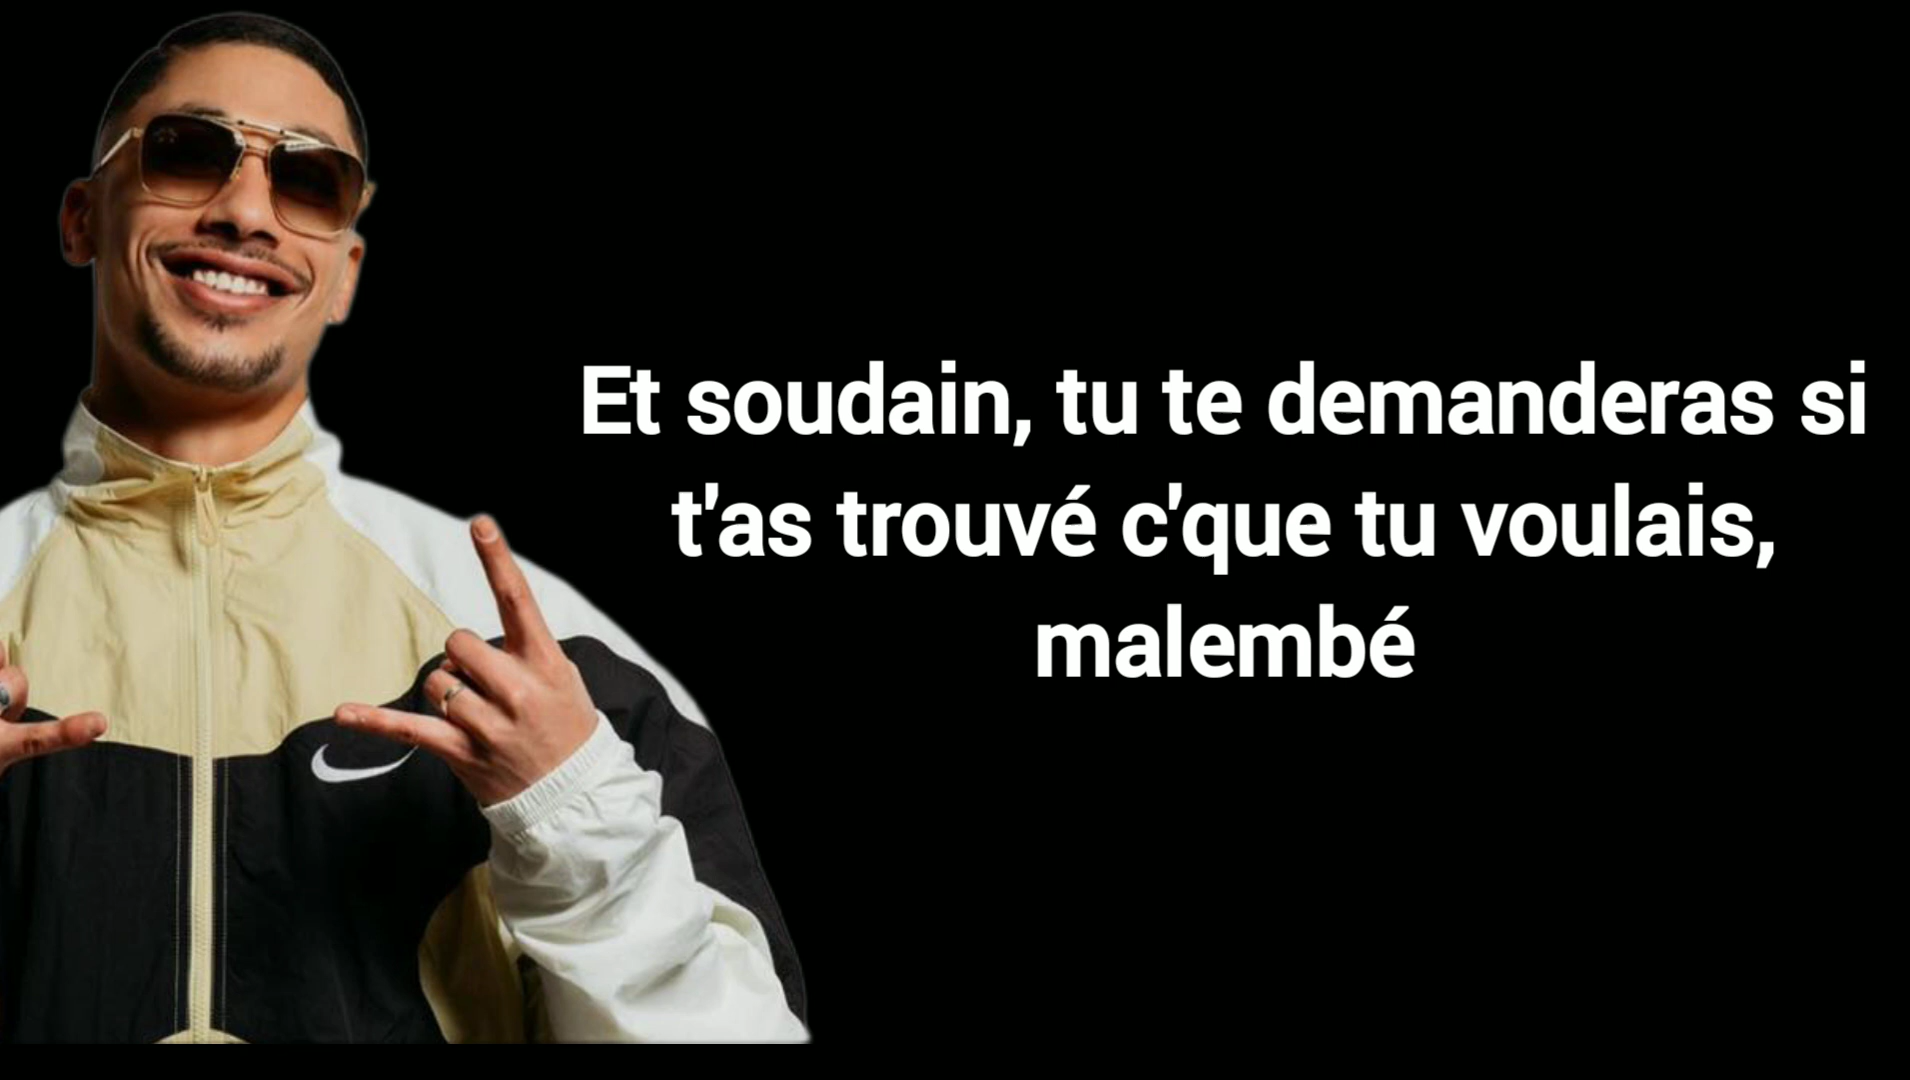 Et soudain, tu te demanderas si
t'as trouvé c'que tu voulais,
malembé